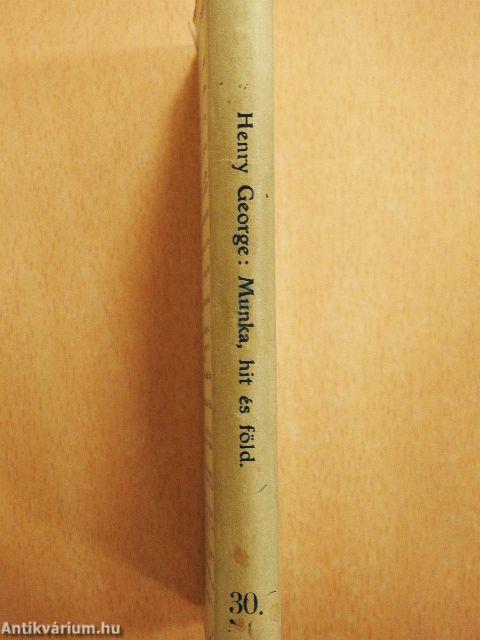 Henry George: Munka, hit és föld.
30.
Antikvárium.hu